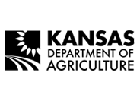 KANSAS
DEPARTMENT OF
AGRICULTURE